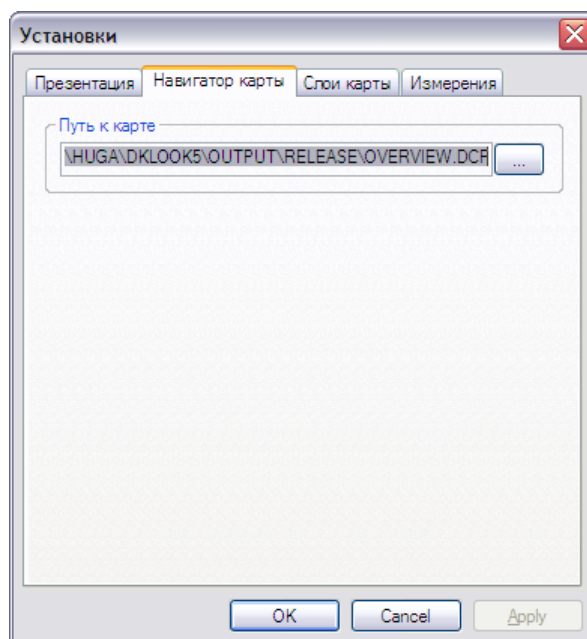 Установки
Презентация Навигатор карты Слои карты Измерения
Путь к карте
\HUGA\DKLOOK5\OUTPUT\RELEASE\OVERVIEW.DCF ...
OK Cancel Apply